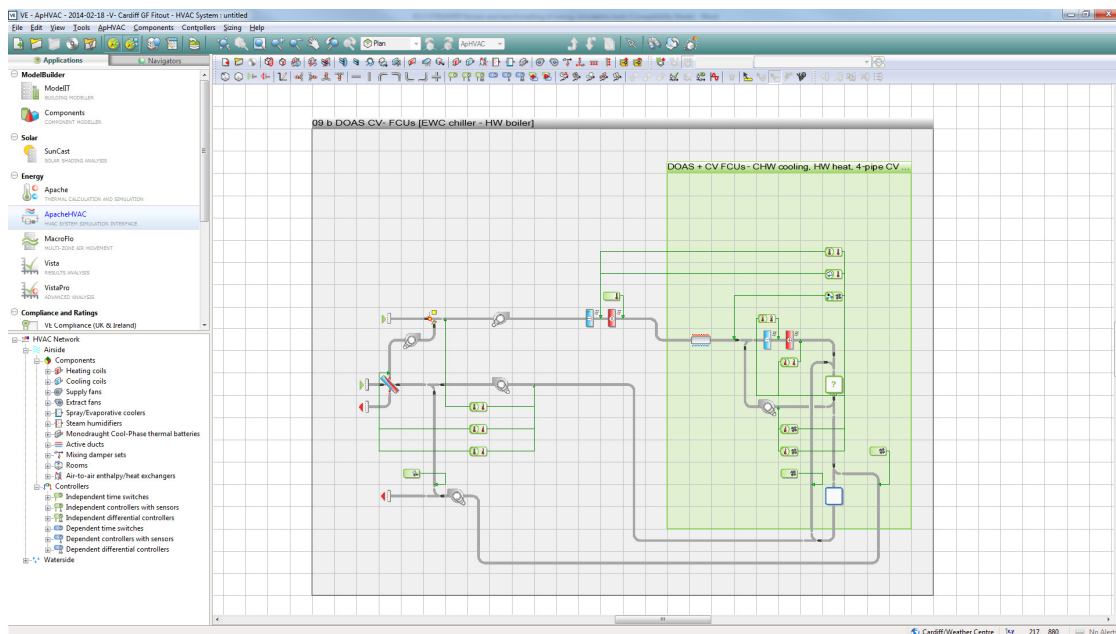 VE - ApHVAC - 2014-02-18 -V- Cardiff GF Fitout - HVAC System : untitled
File Edit View Tools ApHVAC Components Controllers Sizing Help
Plan
ApHVAC
Applications
Navigators
ModelBuilder
ModelIT
BUILDING MODELLER
Components
COMPONENT MODELLER
Solar
SunCast
SOLAR SHADING ANALYSIS
Energy
Apache
THERMAL CALCULATION AND SIMULATION
ApacheHVAC
HVAC SYSTEM SIMULATION INTERFACE
MacroFlo
MULTI-ZONE AIR MOVEMENT
Vista
RESULTS ANALYSIS
VistaPro
ADVANCED ANALYSIS
Compliance and Ratings
VE Compliance (UK & Ireland)
HVAC Network
Airside
Components
Heating coils
Cooling coils
Supply fans
Extract fans
Spray/Evaporative coolers
Steam humidifiers
Monodraught Cool-Phase thermal batteries
Active ducts
Mixing damper sets
Rooms
Air-to-air enthalpy/heat exchangers
Controllers
Independent time switches
Independent controllers with sensors
Independent differential controllers
Dependent time switches
Dependent controllers with sensors
Dependent differential controllers
Waterside
09 b DOAS CV- FCUs [EWC chiller - HW boiler]
DOAS + CV FCUs - CHW cooling, HW heat, 4-pipe CV ...
?
Cardiff/Weather Centre
217 880
No Alert